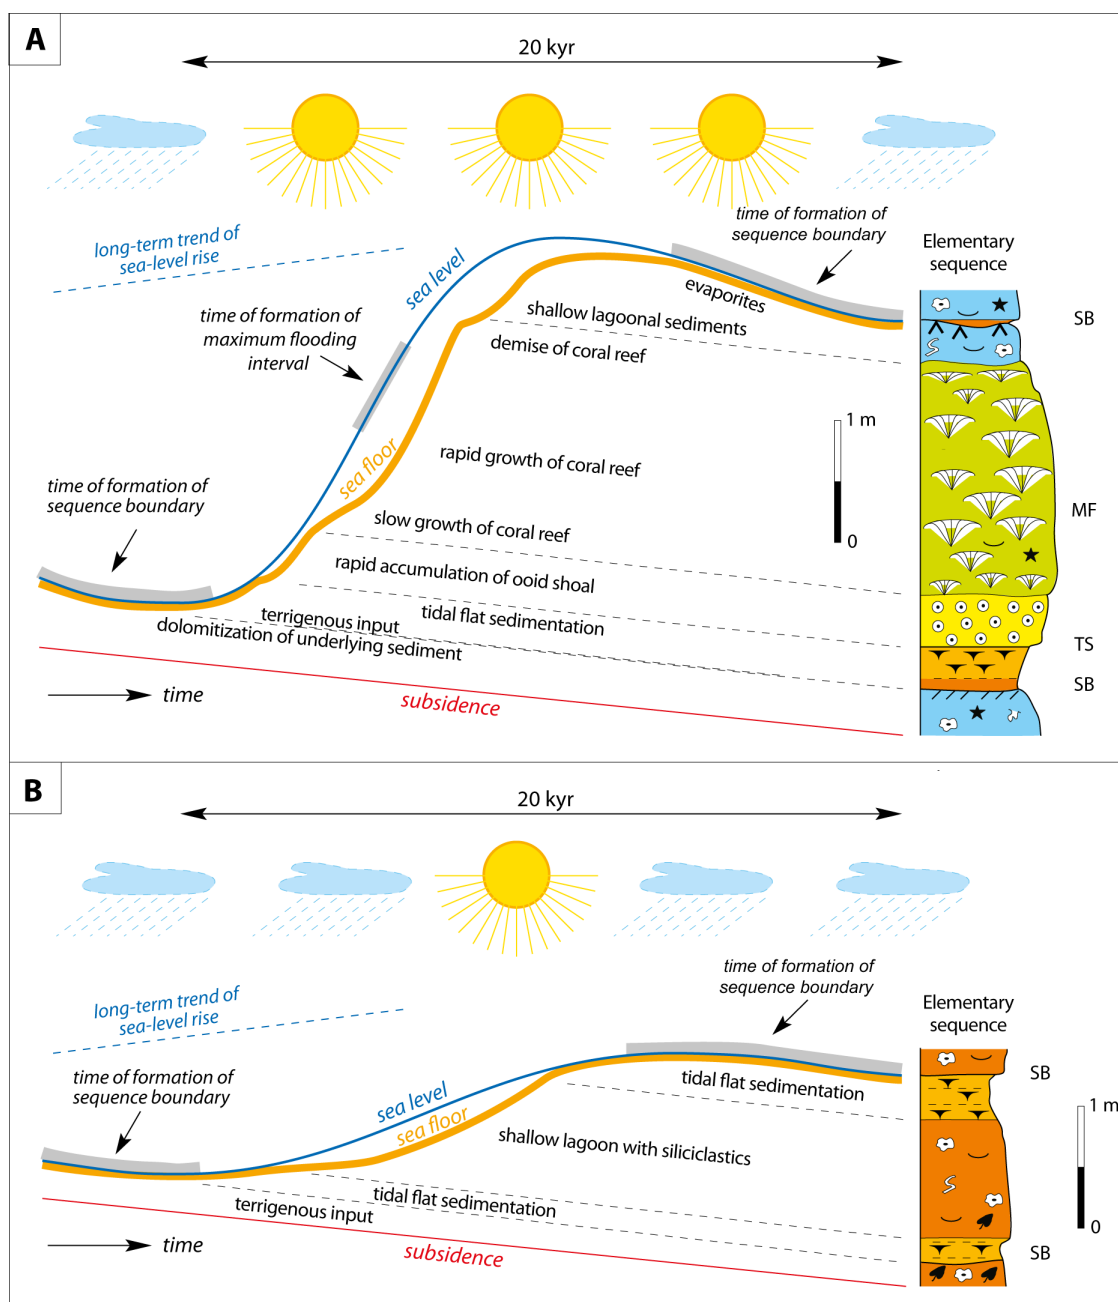 A
20 kyr
long-term trend of
sea-level rise
time of formation of
sequence boundary
Elementary
sequence
sea level
evaporites
SB
time of formation of
maximum flooding
interval
shallow lagoonal sediments
demise of coral reef
1 m
sea floor
rapid growth of coral reef
time of formation of
sequence boundary
MF
slow growth of coral reef
0
rapid accumulation of ooid shoal
terrigenous input
tidal flat sedimentation
dolomitization of underlying sediment
TS
SB
time
subsidence
B
20 kyr
time of formation of
sequence boundary
long-term trend of
sea-level rise
Elementary
sequence
time of formation of
sequence boundary
sea level
sea floor
tidal flat sedimentation
SB
1 m
shallow lagoon with siliciclastics
tidal flat sedimentation
terrigenous input
0
time
subsidence
SB